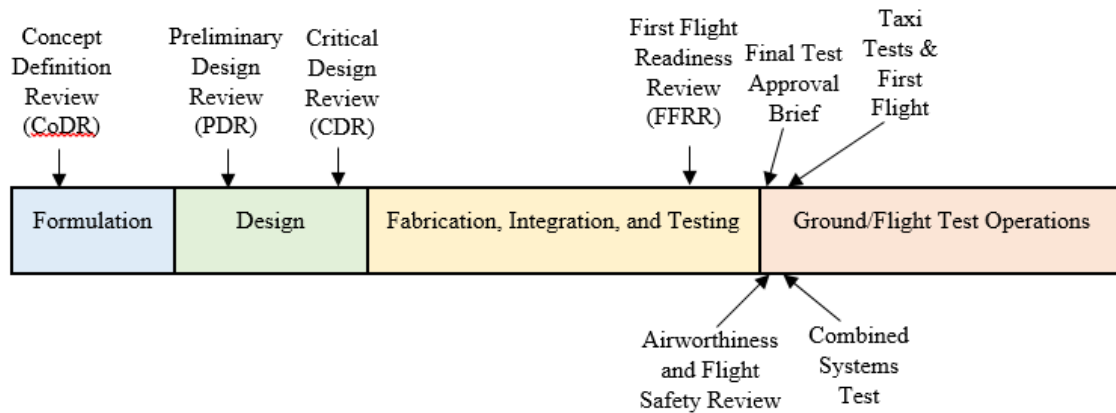 Concept
Definition
Review
(CoDR)
Preliminary
Design
Review
(PDR)
Critical
Design
Review
(CDR)
First Flight
Readiness
Review
(FFRR)
Final Test
Approval
Brief
Taxi
Tests &
First
Flight
Formulation
Design
Fabrication, Integration, and Testing
Ground/Flight Test Operations
Airworthiness
and Flight
Safety Review
Combined
Systems
Test